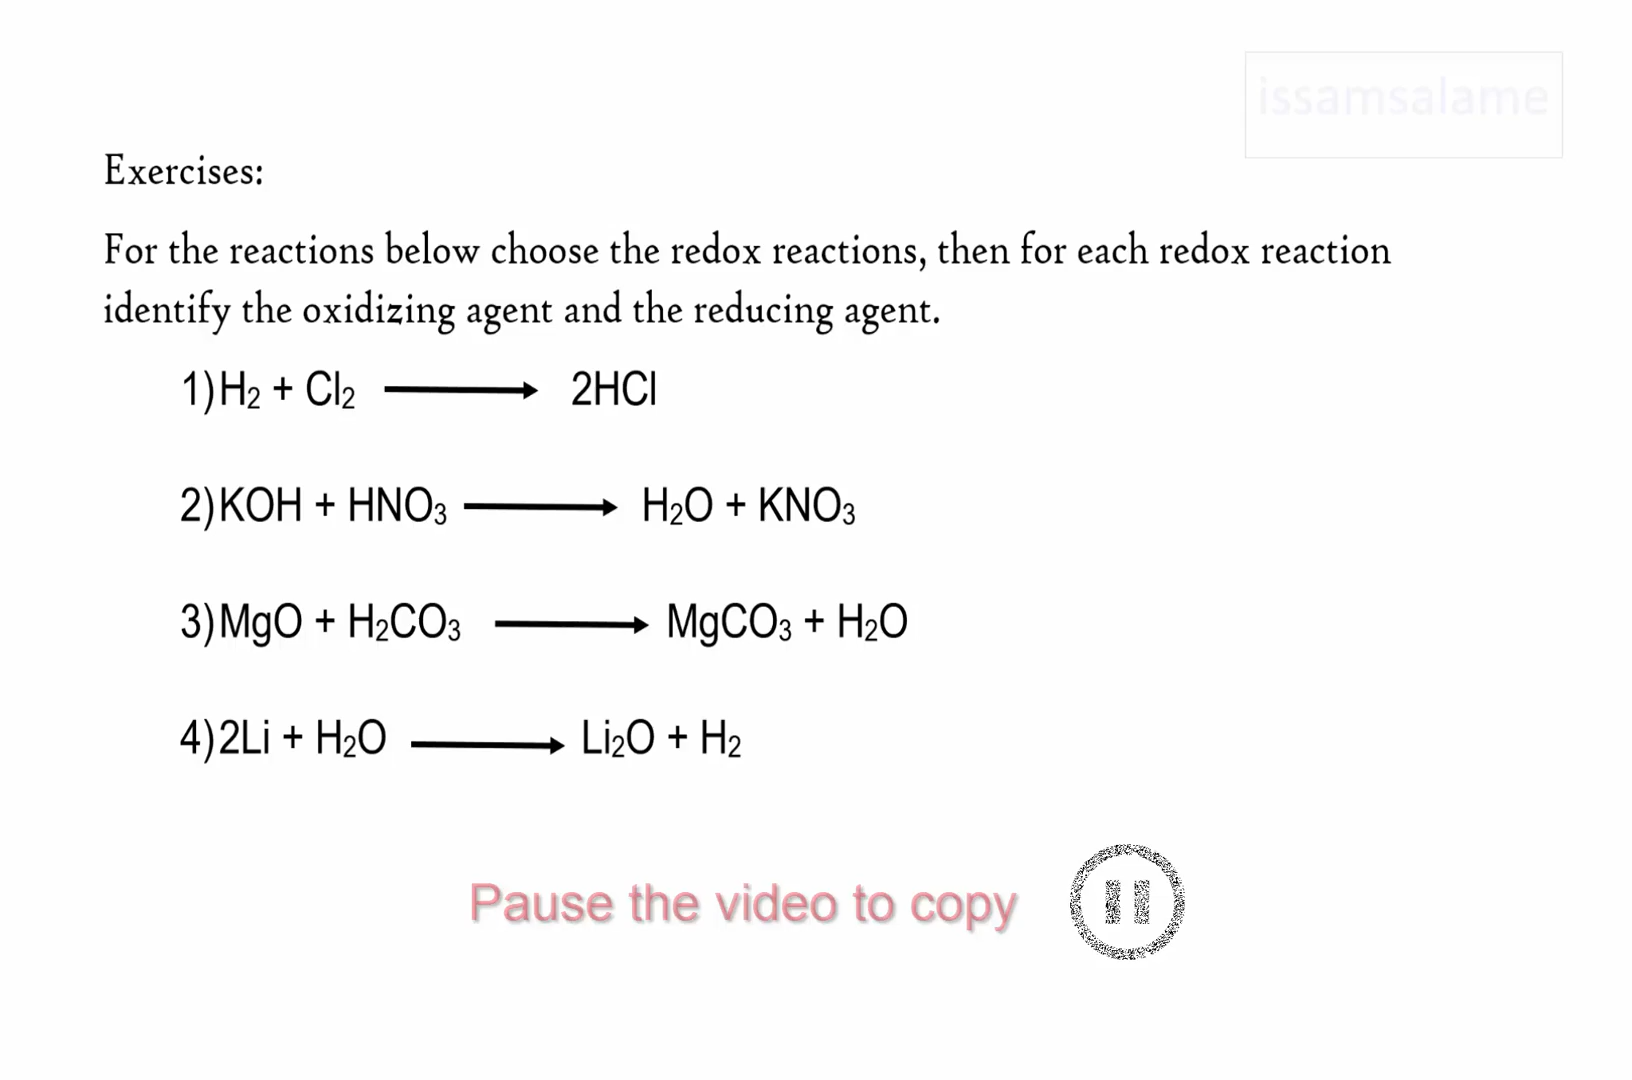 issamsalame
Exercises:
For the reactions below choose the redox reactions, then for each redox reaction
identify the oxidizing agent and the reducing agent.
1) H₂ + Cl₂ ⟶ 2HCl
2) KOH + HNO₃ ⟶ H₂O + KNO₃
3) MgO + H₂CO₃ ⟶ MgCO₃ + H₂O
4) 2Li + H₂O ⟶ Li₂O + H₂
Pause the video to copy